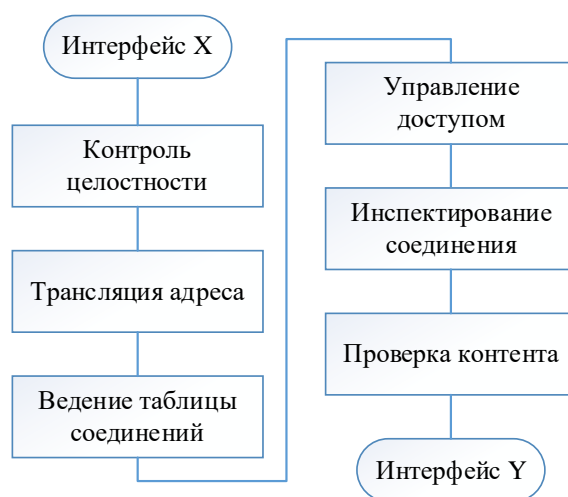 Интерфейс X
Контроль
целостности
Трансляция адреса
Ведение таблицы
соединений
Управление
доступом
Инспектирование
соединения
Проверка контента
Интерфейс Y